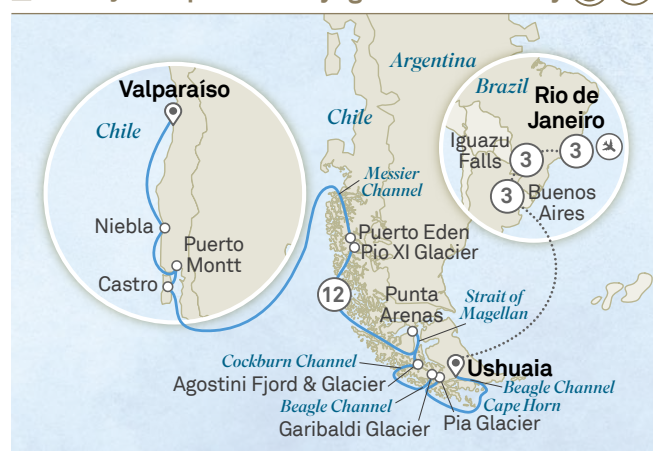 Argentina
Brazil
Rio de
Janeiro
Valparaíso
Chile
Chile
Iguazu
Falls
3
3
3
Buenos
Aires
Messier
Channel
Niebla
Puerto
Montt
Puerto Eden
Pio XI Glacier
Castro
12
Punta
Arenas
Strait of
Magellan
Cockburn Channel
Ushuaia
Agostini Fjord & Glacier
Beagle Channel
Beagle Channel
Cape Horn
Garibaldi Glacier
Pia Glacier